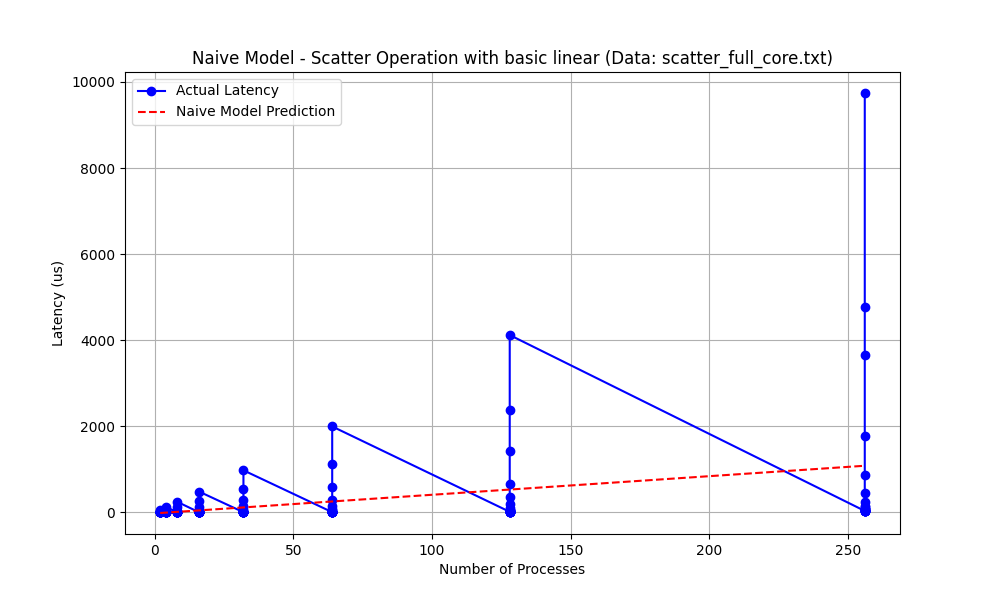 Naive Model - Scatter Operation with basic linear (Data: scatter_full_core.txt)
Actual Latency
Naive Model Prediction
10000
8000
6000
4000
2000
0
Latency (us)
0 50 100 150 200 250
Number of Processes